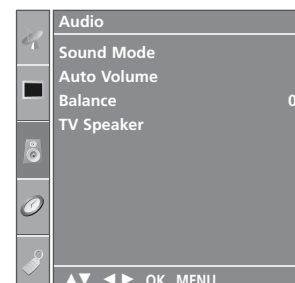 Audio
Sound Mode
Auto Volume
Balance 0
TV Speaker
▲▼ ◄► OK MENU